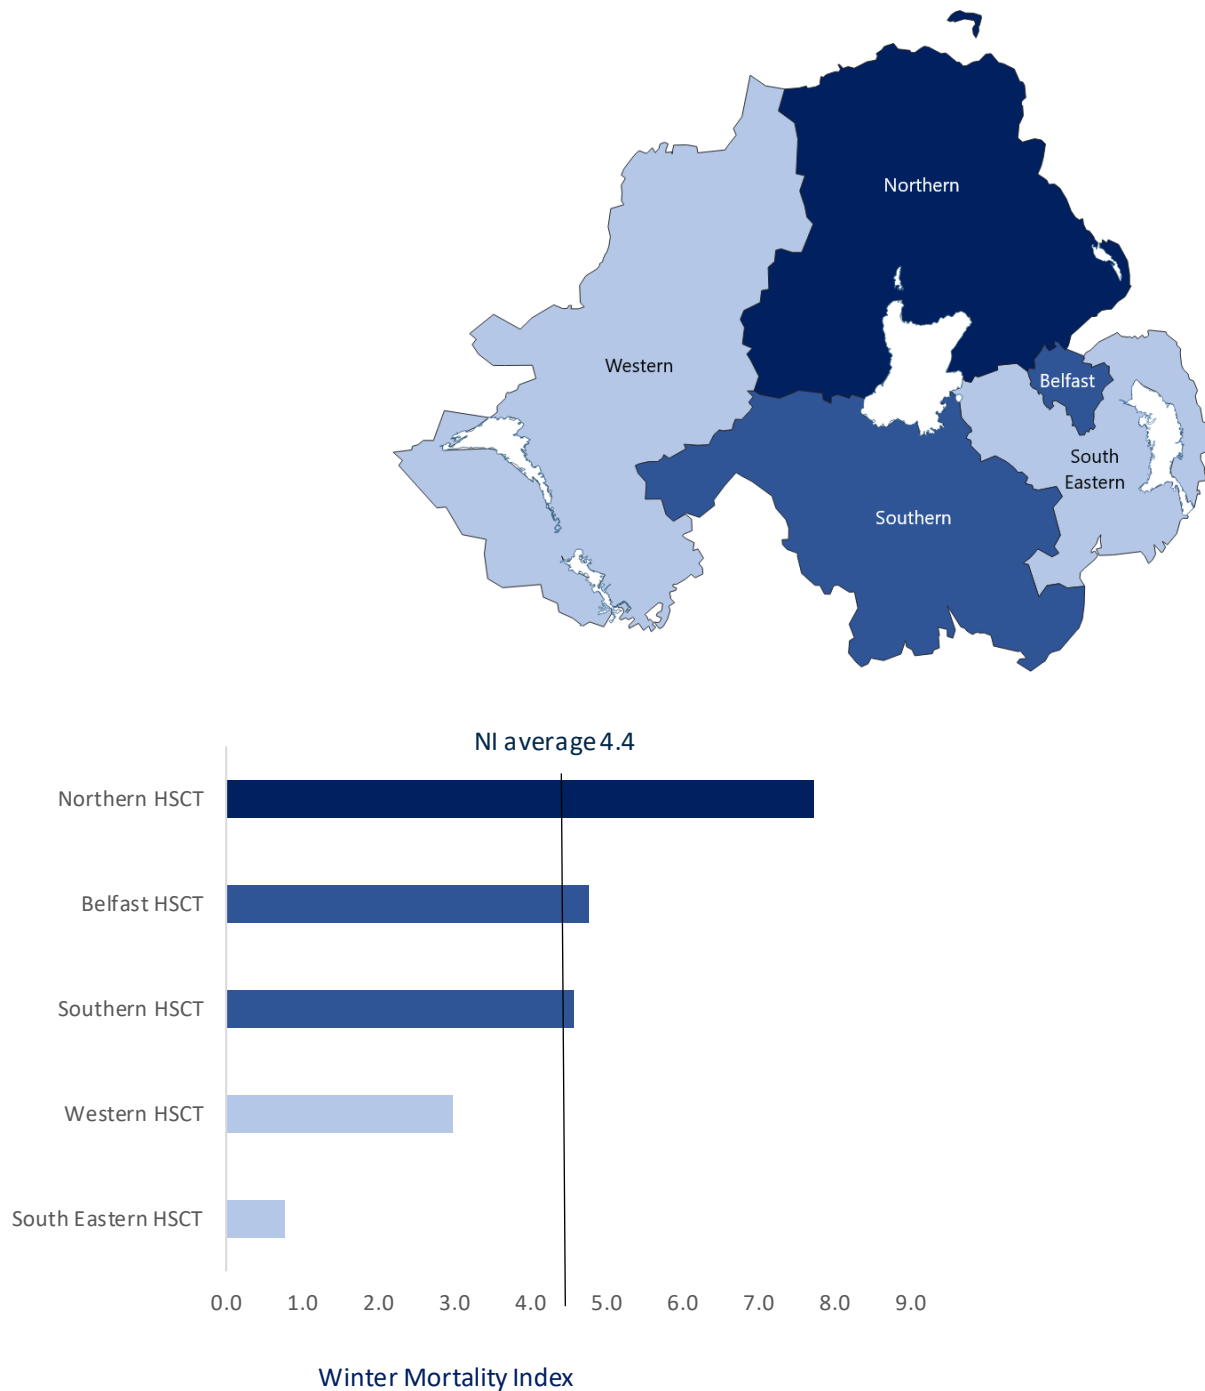 Northern
Western
Belfast
South
Eastern
Southern
NI average 4.4
Northern HSCT
Belfast HSCT
Southern HSCT
Western HSCT
South Eastern HSCT
0.0 1.0 2.0 3.0 4.0 5.0 6.0 7.0 8.0 9.0
Winter Mortality Index